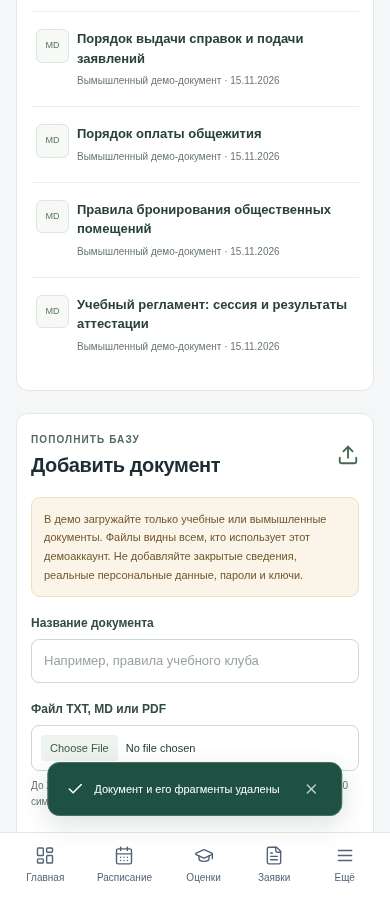 MD
Порядок выдачи справок и подачи
заявлений
Вымышленный демо-документ · 15.11.2026
MD
Порядок оплаты общежития
Вымышленный демо-документ · 15.11.2026
MD
Правила бронирования общественных
помещений
Вымышленный демо-документ · 15.11.2026
MD
Учебный регламент: сессия и результаты
аттестации
Вымышленный демо-документ · 15.11.2026
ПОПОЛНИТЬ БАЗУ
Добавить документ
В демо загружайте только учебные или вымышленные
документы. Файлы видны всем, кто использует этот
демоаккаунт. Не добавляйте закрытые сведения,
реальные персональные данные, пароли и ключи.
Название документа
Например, правила учебного клуба
Файл TXT, MD или PDF
Choose File No file chosen
До
Документ и его фрагменты удалены
Главная Расписание Оценки Заявки Ещё